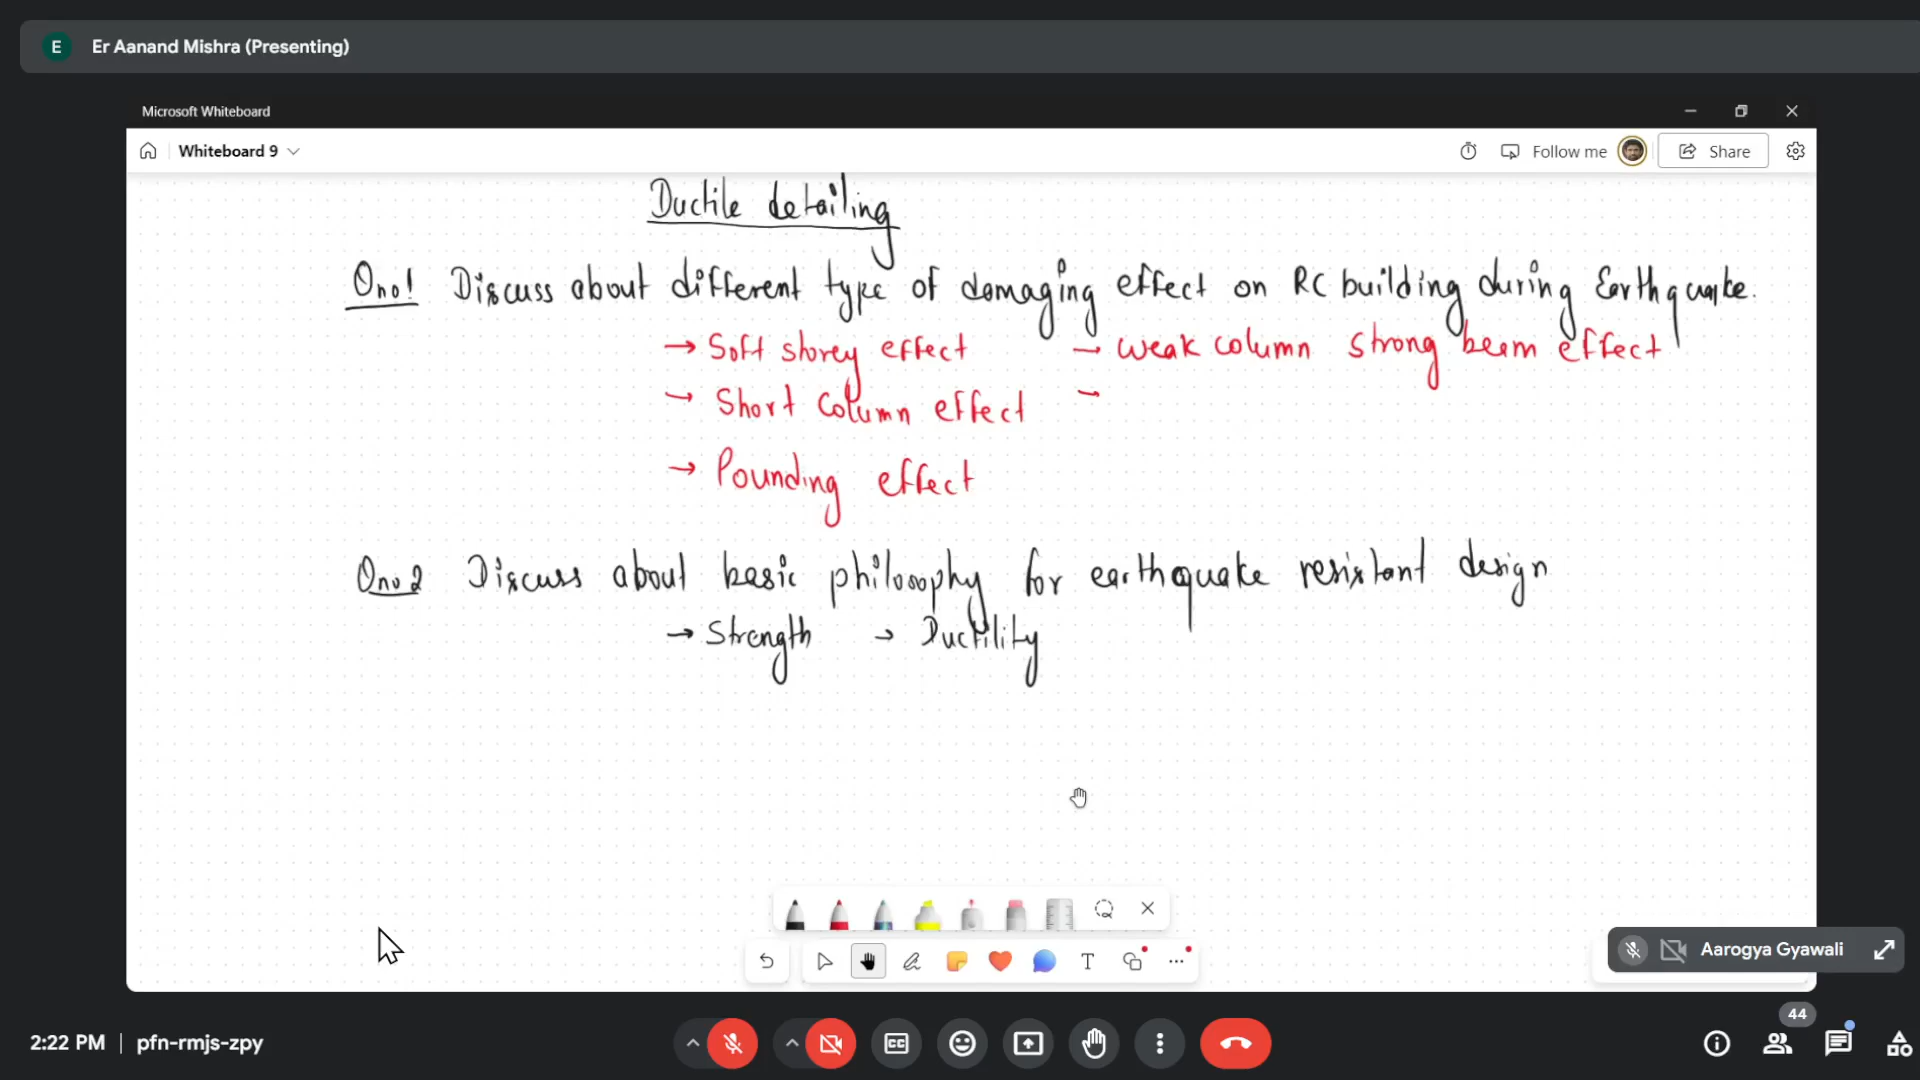 E Er Aanand Mishra (Presenting)
Microsoft Whiteboard
Whiteboard 9
Follow me
Share
Ductile detailing
Qno1 Discuss about different type of damaging effect on RC building during Earthquake.
→ Soft storey effect → weak column strong beam effect
→ Short column effect →
→ Pounding effect
Qno2 Discuss about basic philosophy for earthquake resistant design
→ Strength → Ductility
T
Aarogya Gyawali
44
2:22 PM | pfn-rmjs-zpy
CC